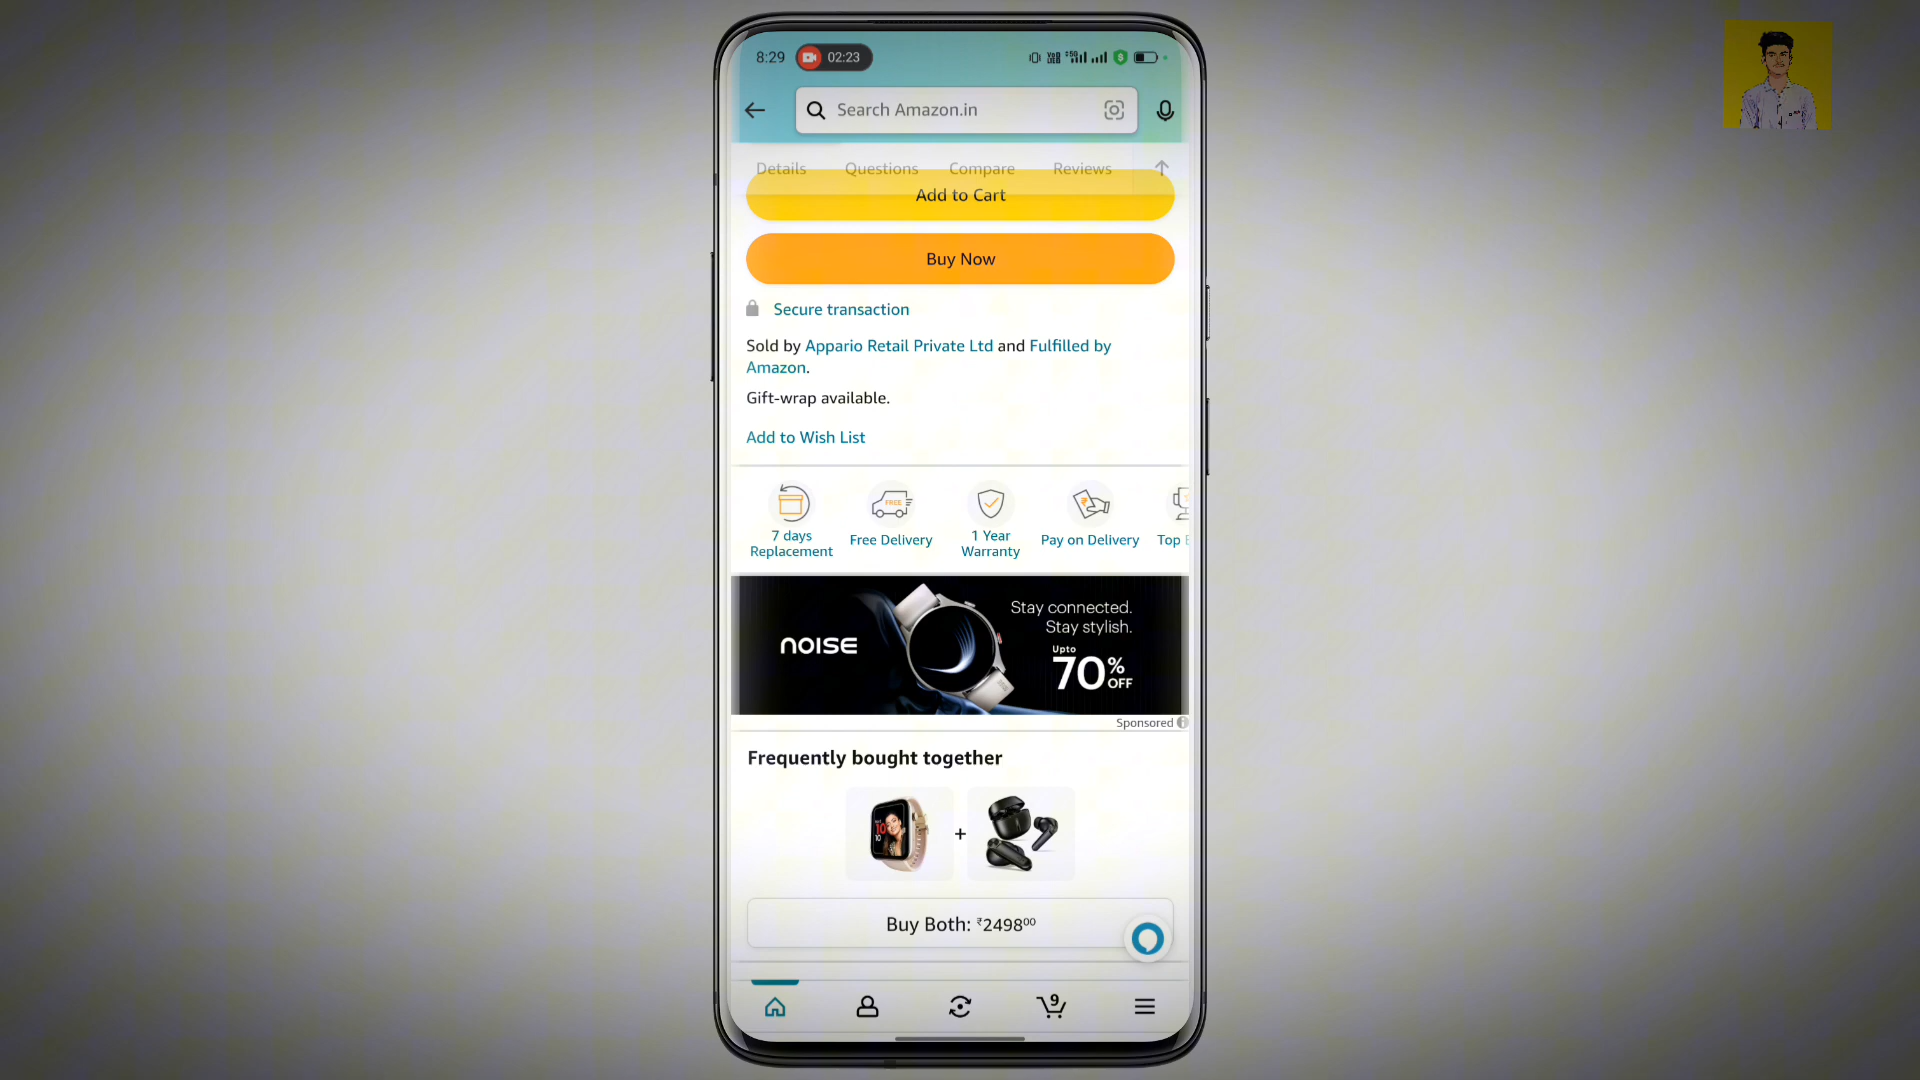 8:29 02:23
Search Amazon.in
Details Questions Compare Reviews
Add to Cart
Buy Now
Secure transaction
Sold by Appario Retail Private Ltd and Fulfilled by
Amazon.
Gift-wrap available.
Add to Wish List
7 days
Replacement
Free Delivery
1 Year
Warranty
Pay on Delivery
Top
FREE
noise
Stay connected.
Stay stylish.
Upto
70%
OFF
Sponsored
Frequently bought together
+
Buy Both: ₹249800
9